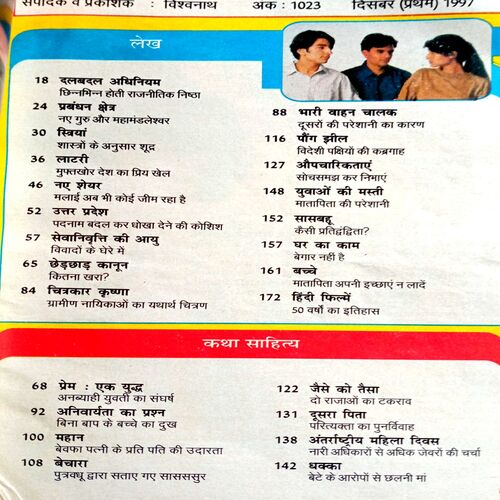 संपादक व प्रकाशक : विश्वनाथ अंक : 1023 दिसंबर (प्रथम) 1997
लेख
18 दलबदल अधिनियम
छिन्नभिन्न होती राजनीतिक निष्ठा
24 प्रबंधन क्षेत्र
नए गुरु और महामंडलेश्वर
30 स्त्रियां
शास्त्रों के अनुसार शूद्र
36 लाटरी
मुफ्तखोर देश का प्रिय खेल
46 नए शेयर
मलाई अब भी कोई जीम रहा है
52 उत्तर प्रदेश
पदनाम बदल कर धोखा देने की कोशिश
57 सेवानिवृत्ति की आयु
विवादों के घेरे में
65 छेड़छाड़ कानून
कितना खरा?
84 चित्रकार कृष्णा
ग्रामीण नायिकाओं का यथार्थ चित्रण
88 भारी वाहन चालक
दूसरों की परेशानी का कारण
116 पौंग झील
विदेशी पक्षियों की कब्रगाह
127 औपचारिकताएं
सोचसमझ कर निभाएं
148 युवाओं की मस्ती
मातापिता की परेशानी
152 सासबहू
कैसी प्रतिद्वंद्विता?
157 घर का काम
बेगार नहीं है
161 बच्चे
मातापिता अपनी इच्छाएं न लादें
172 हिंदी फिल्में
50 वर्षों का इतिहास
कथा साहित्य
68 प्रेम : एक युद्ध
अनब्याही युवती का संघर्ष
92 अनिवार्यता का प्रश्न
बिना बाप के बच्चे का दुख
100 महान
बेवफा पत्नी के प्रति पति की उदारता
108 बेचारा
पुत्रवधू द्वारा सताए गए सासससुर
122 जैसे को तैसा
दो राजाओं का टकराव
131 दूसरा पिता
परित्यक्ता का पुनर्विवाह
138 अंतर्राष्ट्रीय महिला दिवस
नारी अधिकारों से अधिक जेवरों की चर्चा
142 धक्का
बेटे के आरोपों से छलनी मां